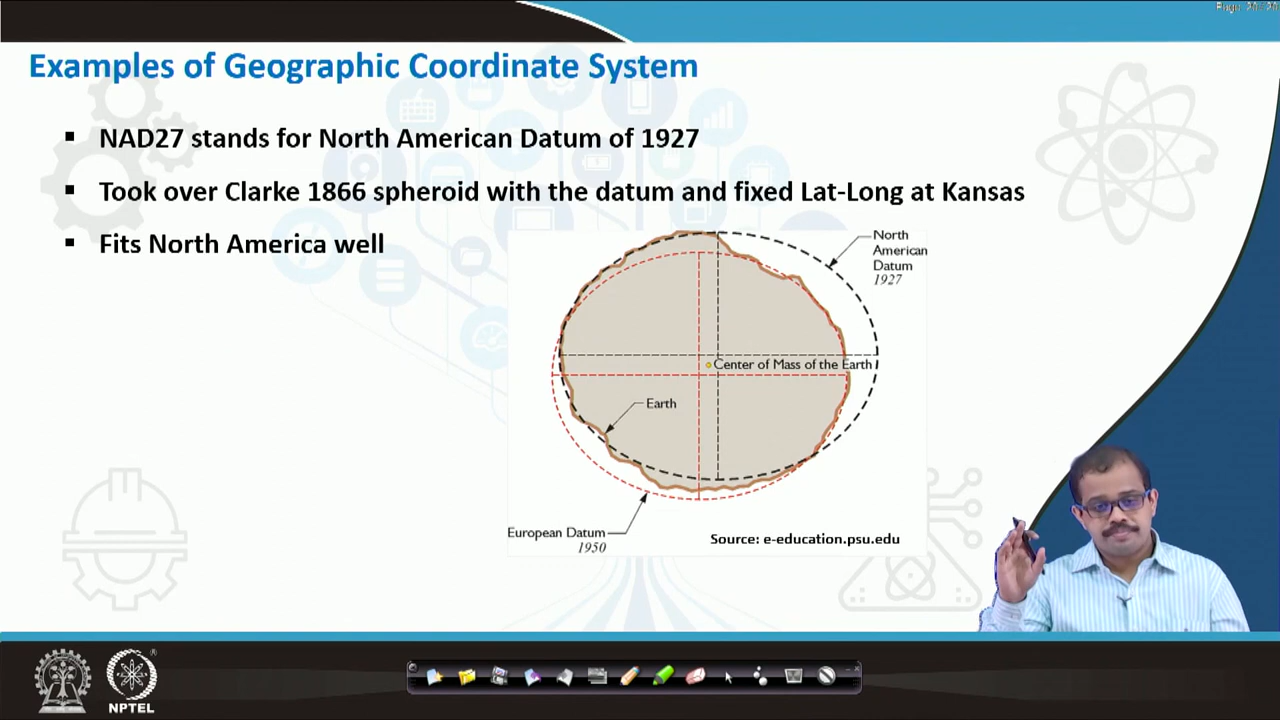 Examples of Geographic Coordinate System
NAD27 stands for North American Datum of 1927
Took over Clarke 1866 spheroid with the datum and fixed Lat-Long at Kansas
Fits North America well
North
American
Datum
1927
Center of Mass of the Earth
Earth
European Datum
1950
Source: e-education.psu.edu
NPTEL